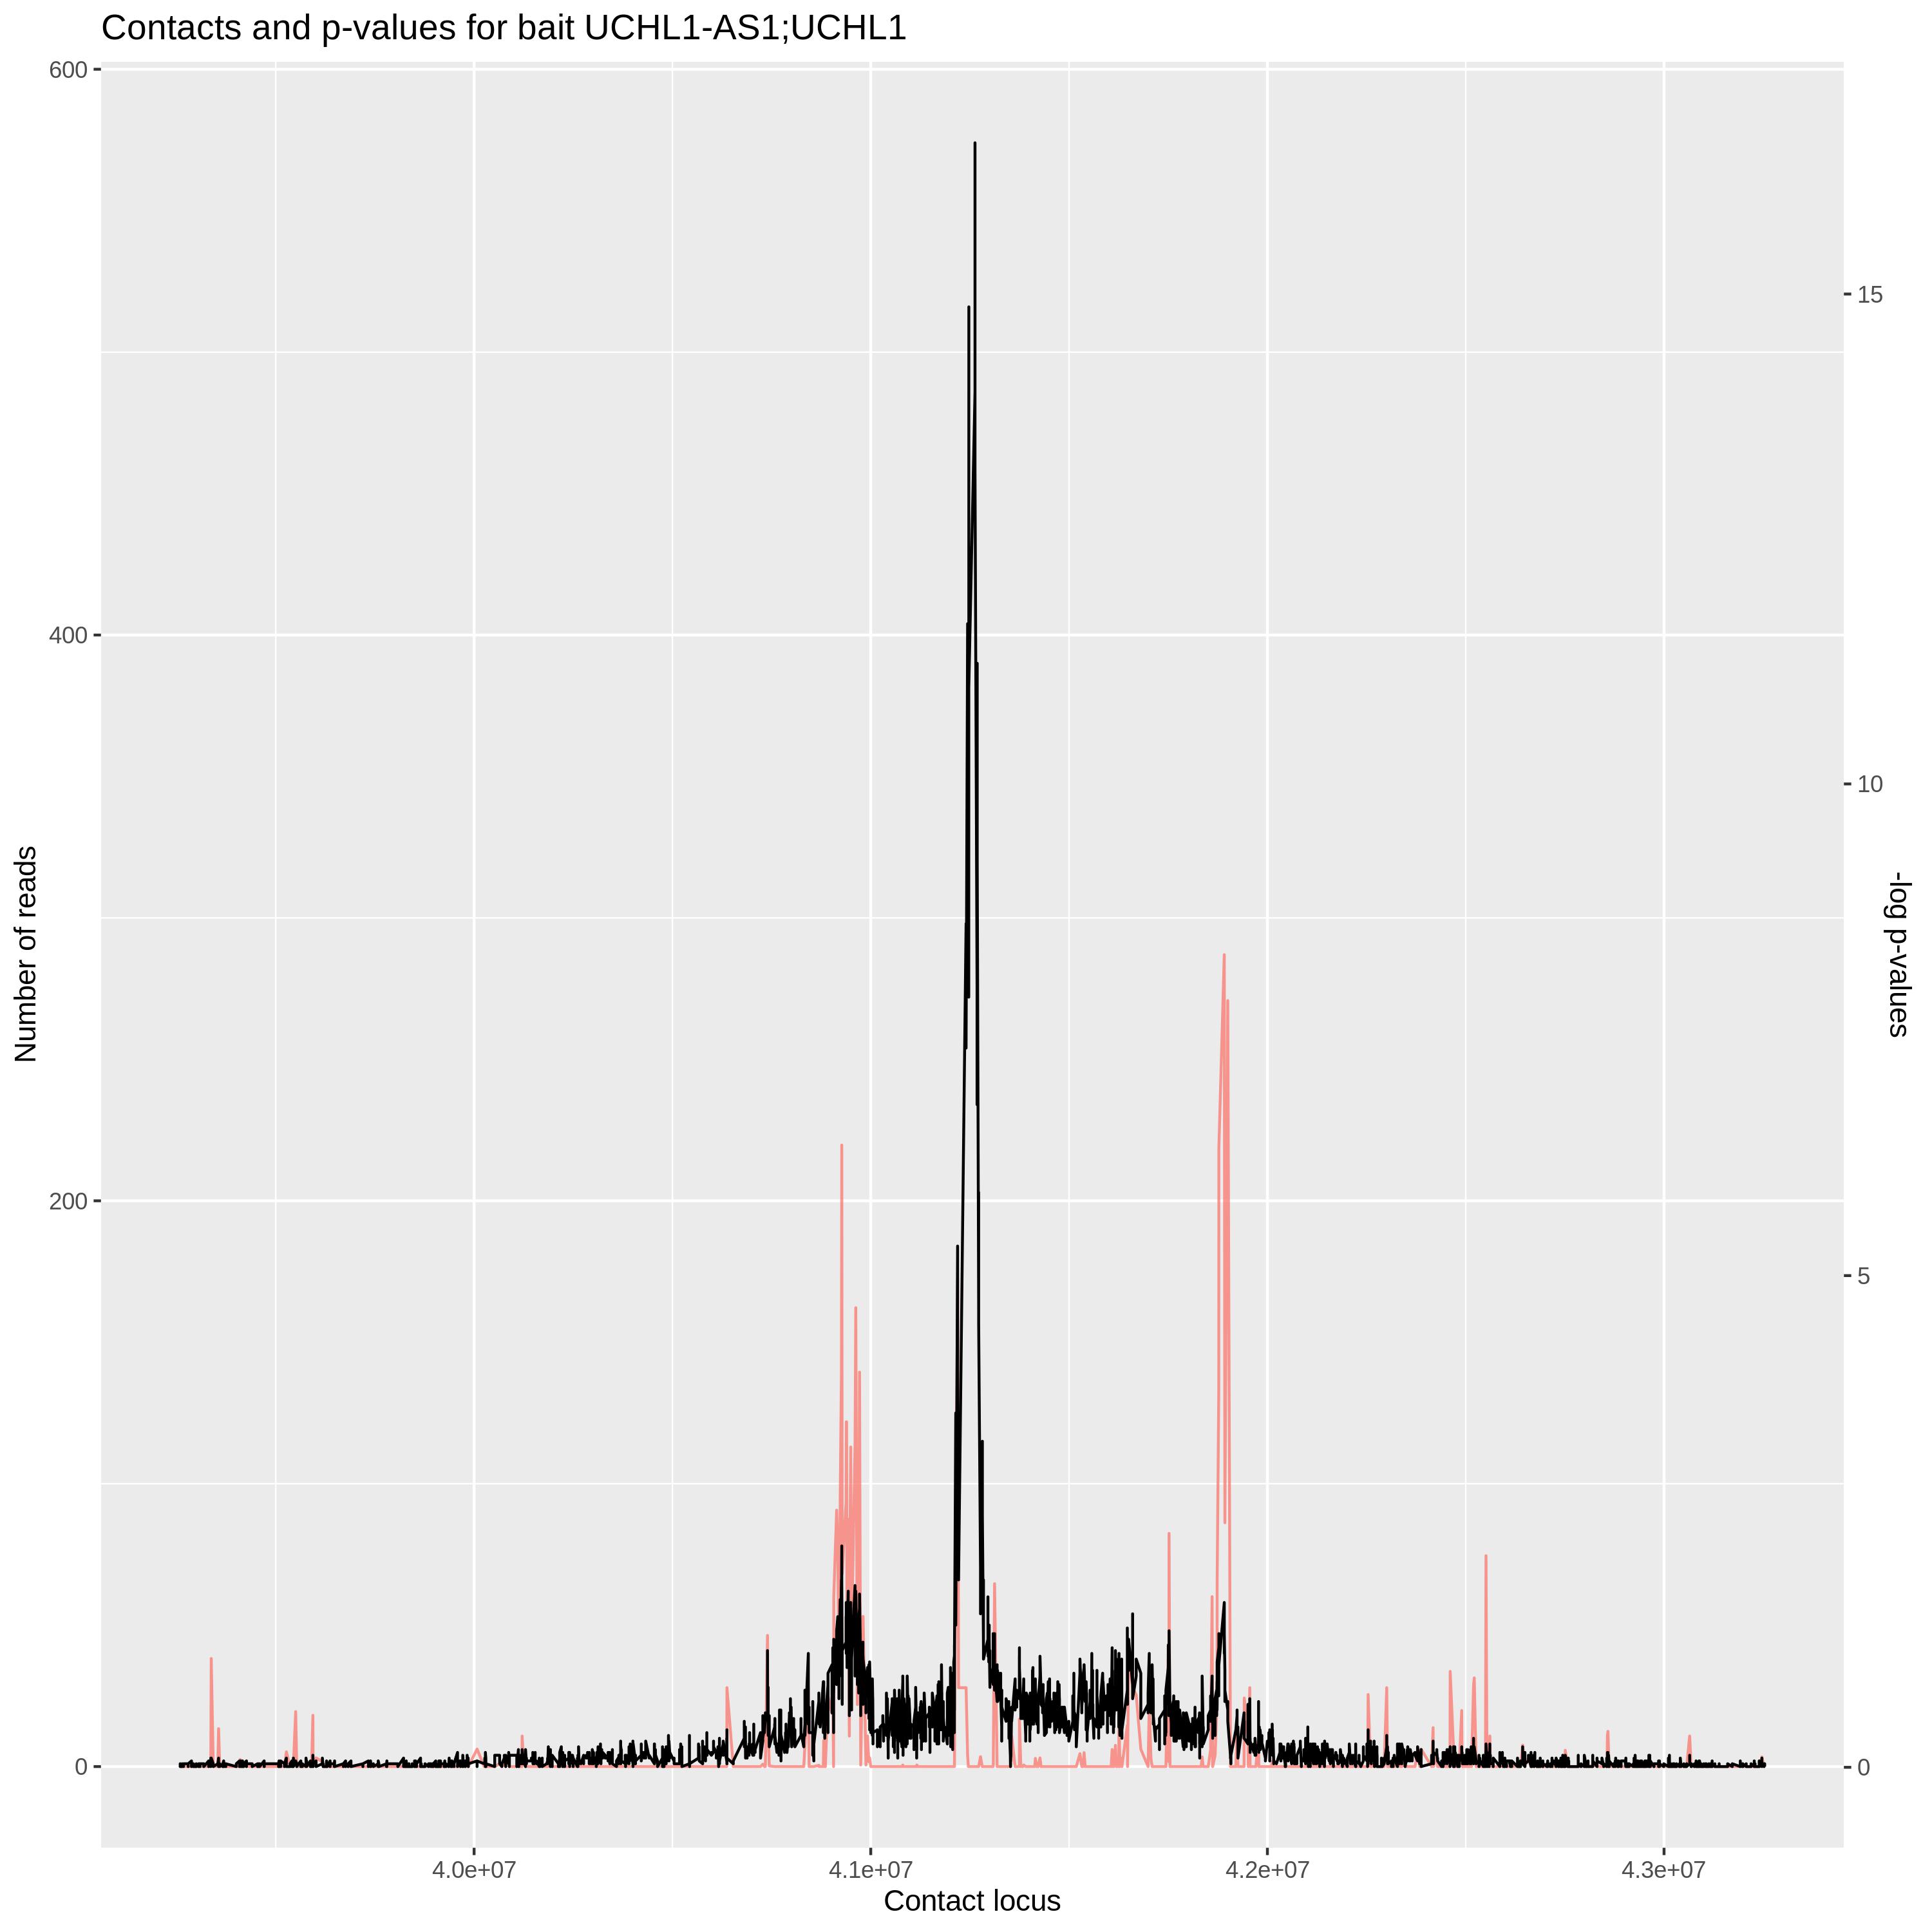 Contacts and p-values for bait UCHL1-AS1;UCHL1
600
400
200
0
Number of reads
15
10
5
0
-log p-values
4.0e+07
4.1e+07
4.2e+07
4.3e+07
Contact locus